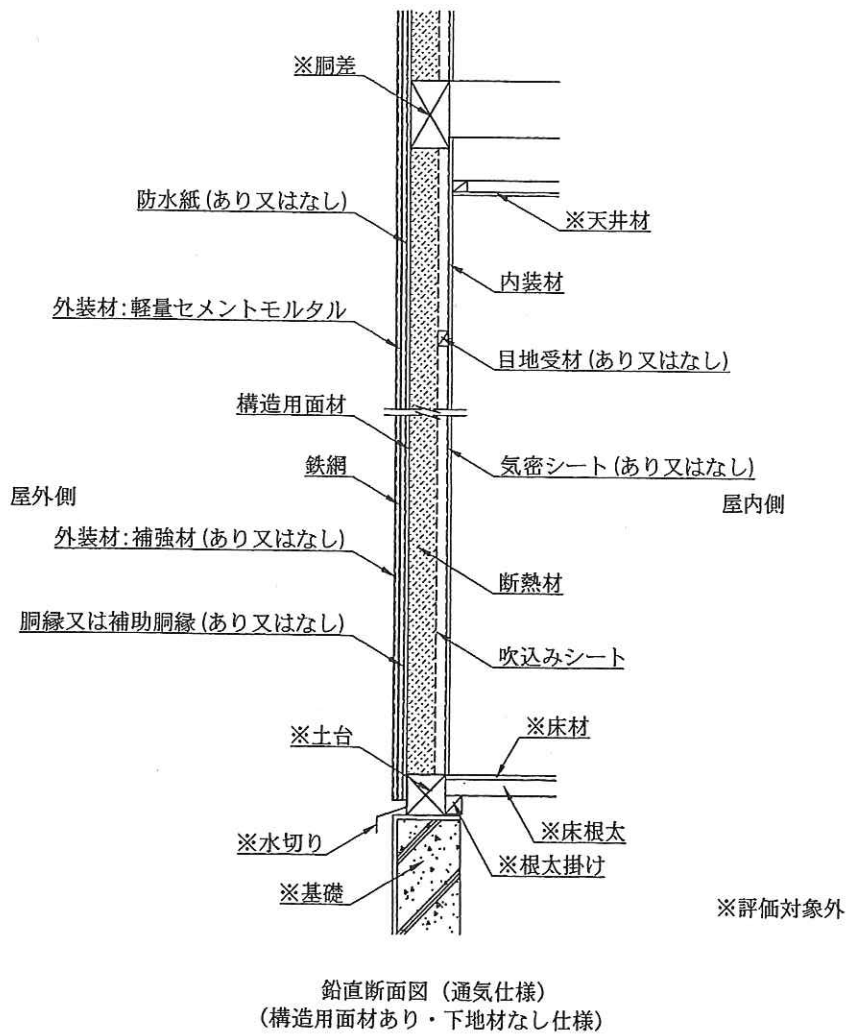 ※胴差
防水紙(あり又はなし)
※天井材
内装材
外装材:軽量セメントモルタル
目地受材(あり又はなし)
構造用面材
鉄網
気密シート(あり又はなし)
屋外側
屋内側
外装材:補強材(あり又はなし)
断熱材
胴縁又は補助胴縁(あり又はなし)
吹込みシート
※床材
※土台
※床根太
※水切り
※根太掛け
※基礎
※評価対象外
鉛直断面図(通気仕様)
(構造用面材あり・下地材なし仕様)